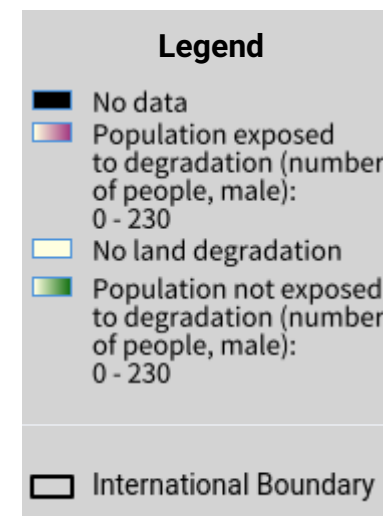 Legend
No data
Population exposed
to degradation (number
of people, male):
0 - 230
No land degradation
Population not exposed
to degradation (number
of people, male):
0 - 230
International Boundary